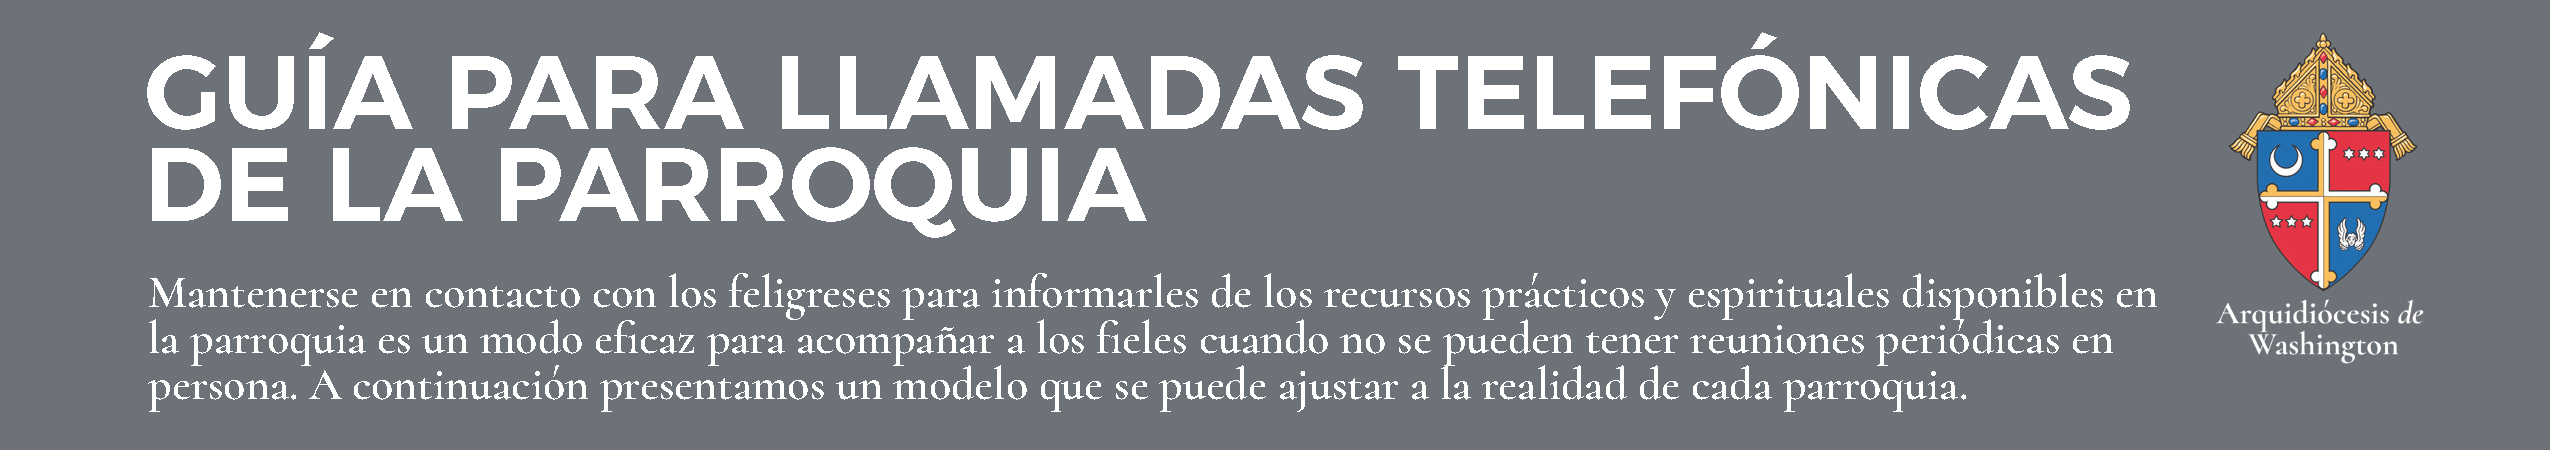 GUÍA PARA LLAMADAS TELEFÓNICAS
DE LA PARROQUIA
Mantenerse en contacto con los feligreses para informarles de los recursos prácticos y espirituales disponibles en
la parroquia es un modo eficaz para acompañar a los fieles cuando no se pueden tener reuniones periódicas en
persona. A continuación presentamos un modelo que se puede ajustar a la realidad de cada parroquia.
Arquidiócesis de
Washington